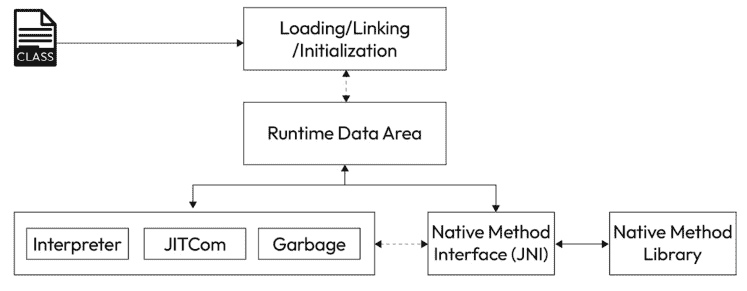 CLASS
Loading/Linking
/Initialization
Runtime Data Area
Interpreter
JITCom
Garbage
Native Method
Interface (JNI)
Native Method
Library